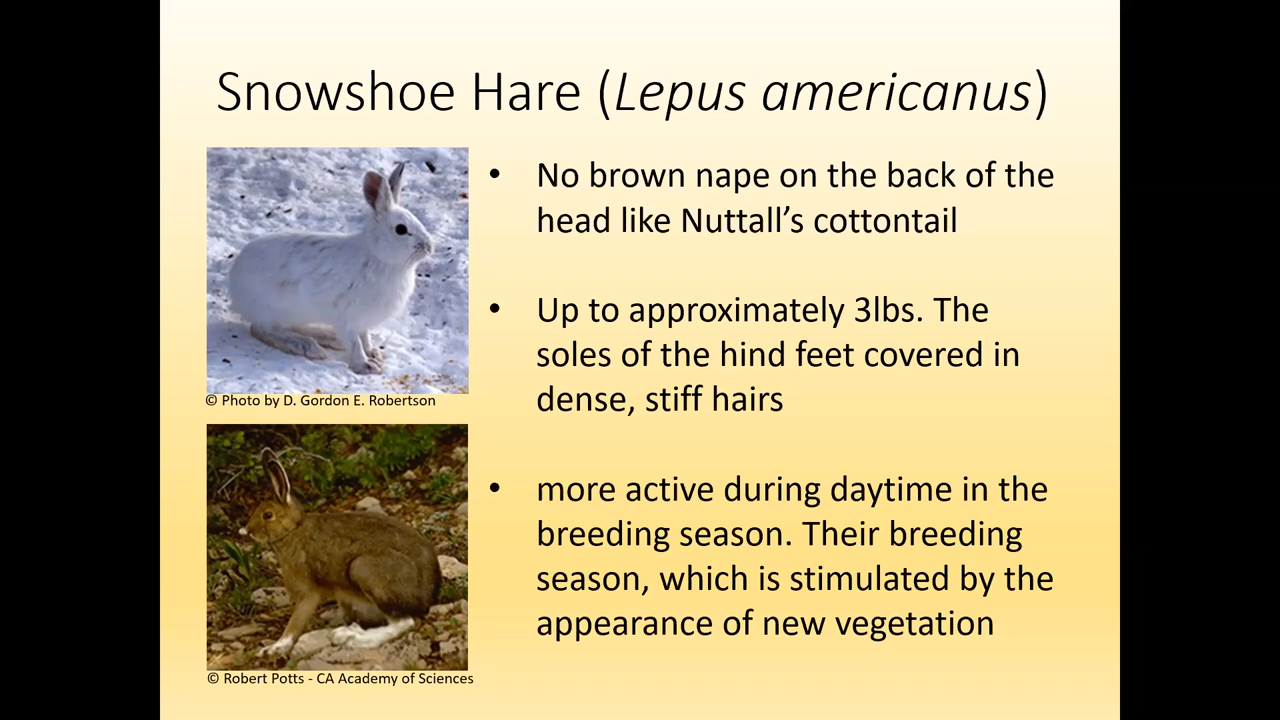 Snowshoe Hare (Lepus americanus)
© Photo by D. Gordon E. Robertson
© Robert Potts - CA Academy of Sciences
• No brown nape on the back of the
head like Nuttall’s cottontail
• Up to approximately 3lbs. The
soles of the hind feet covered in
dense, stiff hairs
• more active during daytime in the
breeding season. Their breeding
season, which is stimulated by the
appearance of new vegetation